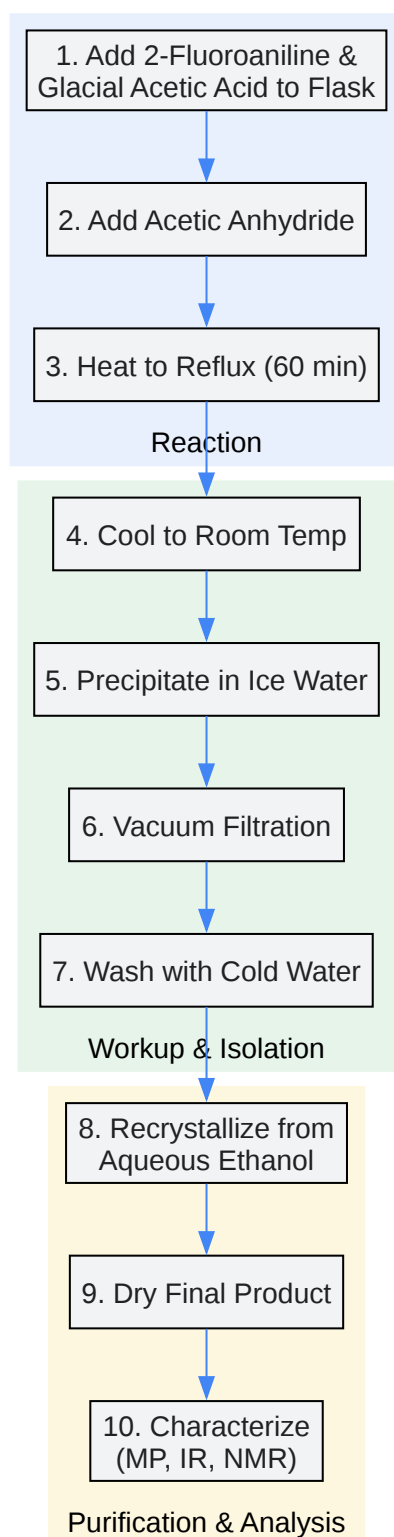 1. Add 2-Fluoroaniline &
Glacial Acetic Acid to Flask
2. Add Acetic Anhydride
3. Heat to Reflux (60 min)
Reaction
4. Cool to Room Temp
5. Precipitate in Ice Water
6. Vacuum Filtration
7. Wash with Cold Water
Workup & Isolation
8. Recrystallize from
Aqueous Ethanol
9. Dry Final Product
10. Characterize
(MP, IR, NMR)
Purification & Analysis